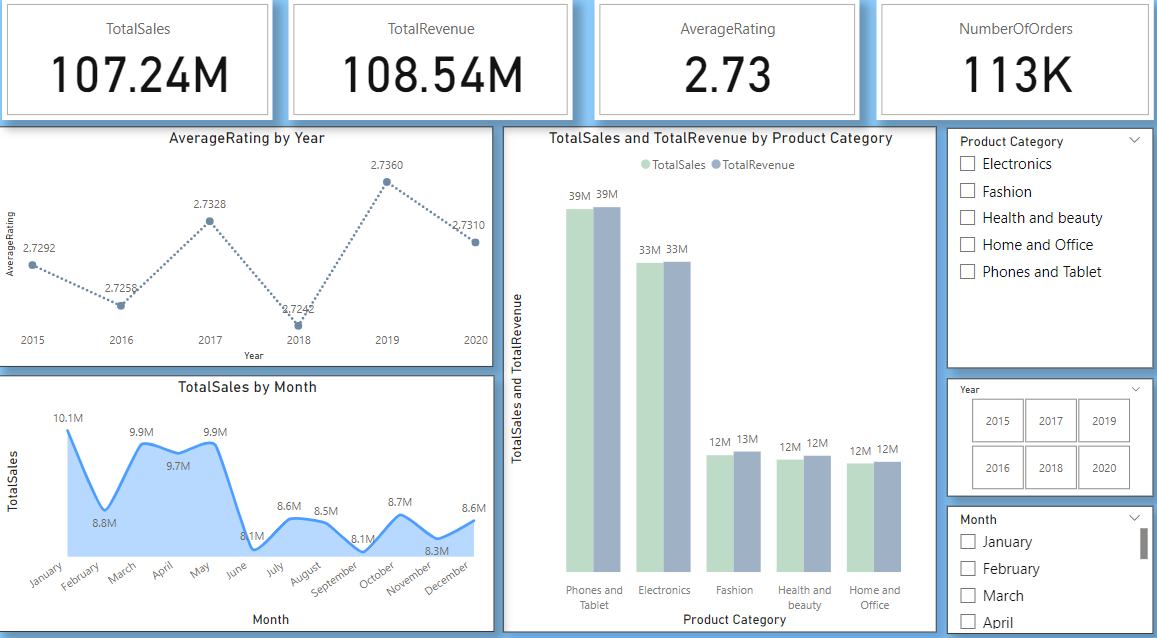 TotalSales
107.24M
TotalRevenue
108.54M
AverageRating
2.73
NumberOfOrders
113K
AverageRating by Year
AverageRating
2.7292
2.7258
2.7328
2.7242
2.7360
2.7310
2015 2016 2017 2018 2019 2020
Year
TotalSales by Month
TotalSales
10.1M
8.8M
9.9M
9.7M
9.9M
8.1M
8.6M
8.5M
8.1M
8.7M
8.3M
8.6M
January
February
March
April
May
June
July
August
September
October
November
December
Month
TotalSales and TotalRevenue by Product Category
TotalSales TotalRevenue
TotalSales and TotalRevenue
39M 39M
33M 33M
12M 13M
12M 12M
12M 12M
Phones and
Tablet
Electronics
Fashion
Health and
beauty
Home and
Office
Product Category
Product Category
Electronics
Fashion
Health and beauty
Home and Office
Phones and Tablet
Year
2015 2017 2019
2016 2018 2020
Month
January
February
March
April